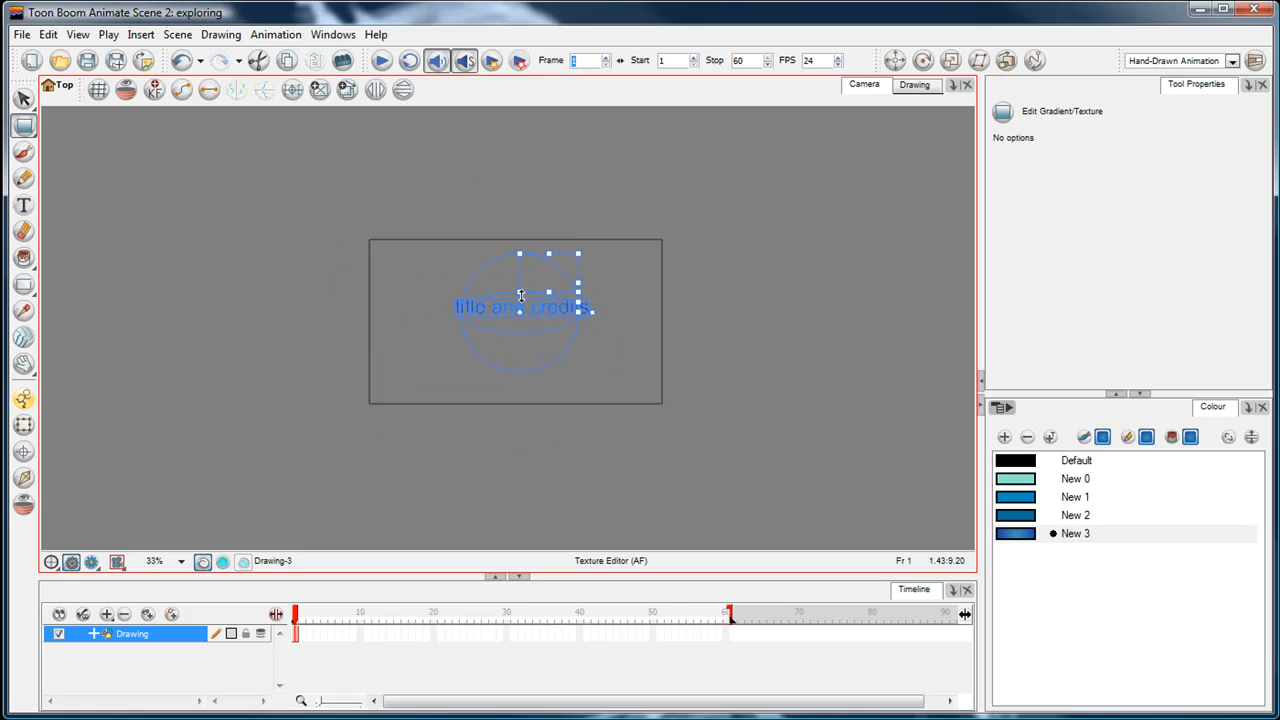 Toon Boom Animate Scene 2: exploring
File Edit View Play Insert Scene Drawing Animation Windows Help
Frame 1 Start 1 Stop 60 FPS 24 Hand-Drawn Animation
Top Camera Drawing Tool Properties
Edit Gradient/Texture
No options
title and credits
Colour
Default
New 0
New 1
New 2
New 3
33% Drawing-3 Texture Editor (AF) Fr 1 1.43:9.20
Timeline
10 20 30 40 50 60 70 80 90
Drawing